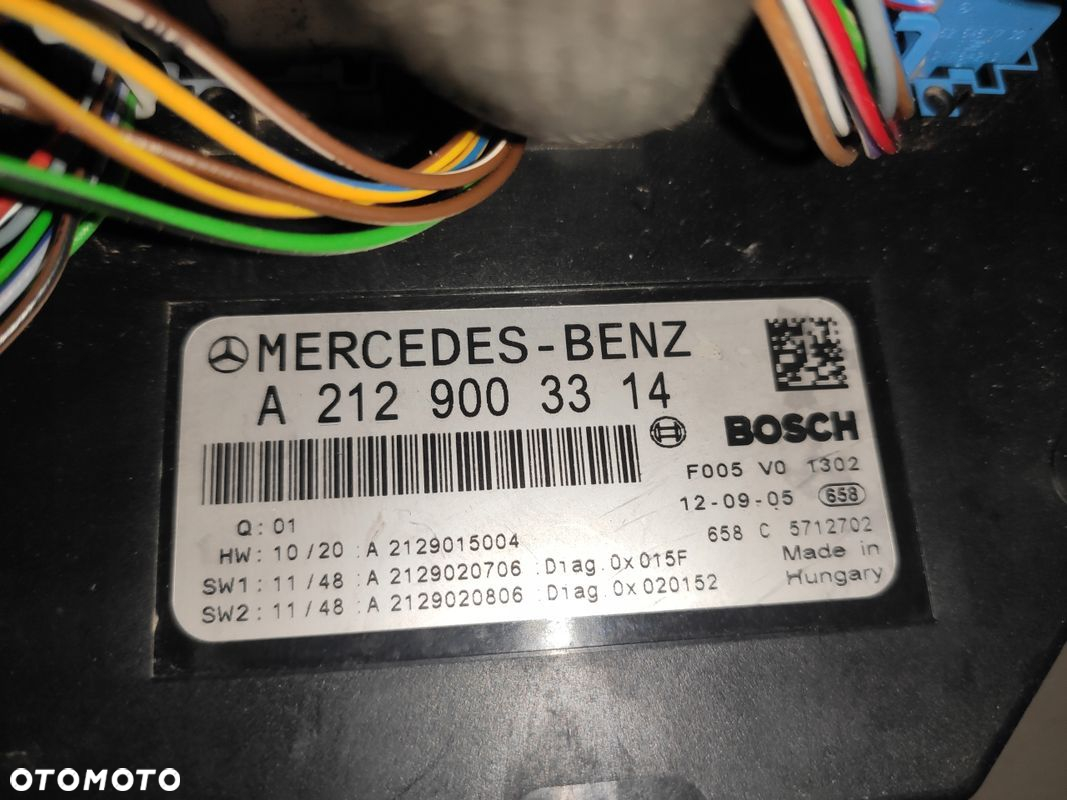 MERCEDES-BENZ
A 212 900 33 14
BOSCH
F005 V0 1302
12-09-05 658
658 C 5712702
Made in
Hungary
Q: 01
HW: 10/20 :A 2129015004
SW1: 11/48 :A 2129020706 :Diag.0x015F
SW2: 11/48 :A 2129020806 :Diag.0x020152
OTOMOTO